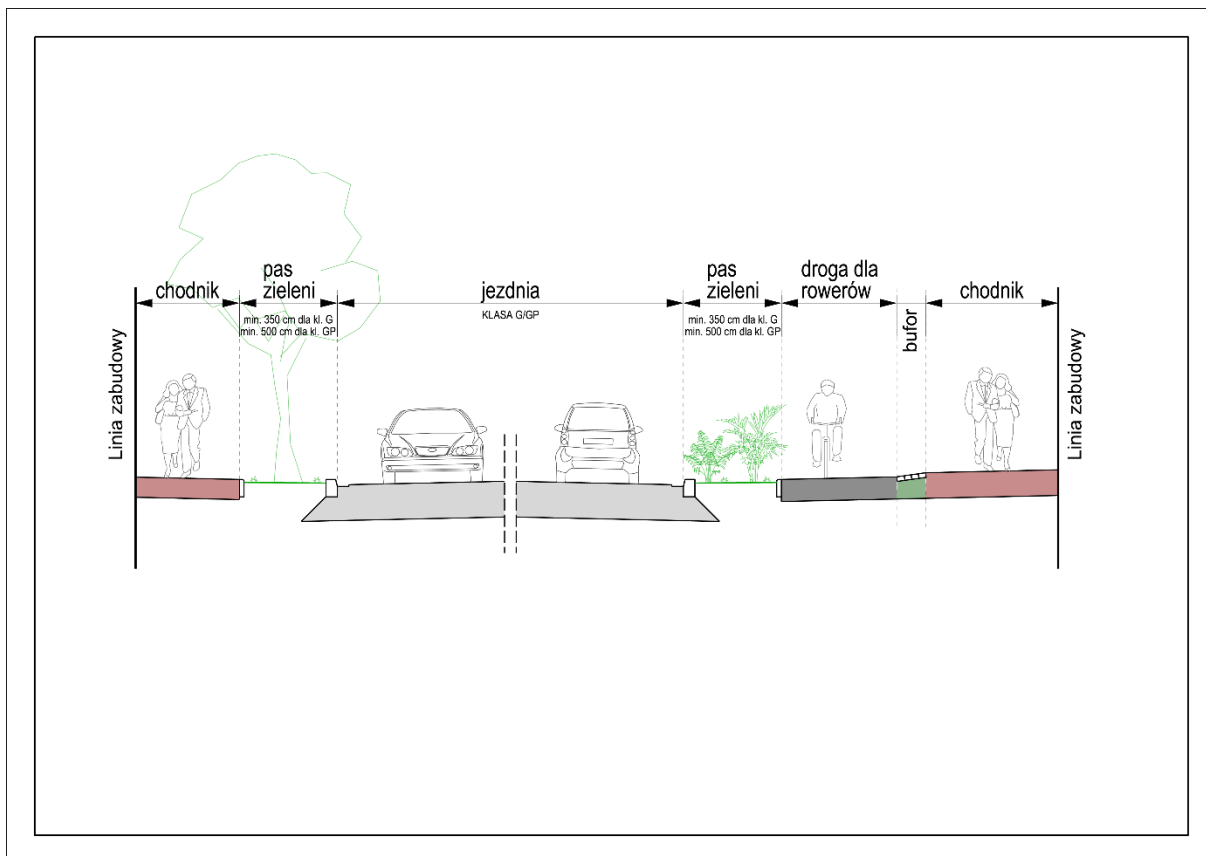 Linia zabudowy
chodnik
pas
zieleni
min. 350 cm dla kl. G
min. 500 cm dla kl. GP
jezdnia
KLASA G/GP
pas
zieleni
min. 350 cm dla kl. G
min. 500 cm dla kl. GP
droga dla
rowerów
bufor
chodnik
Linia zabudowy